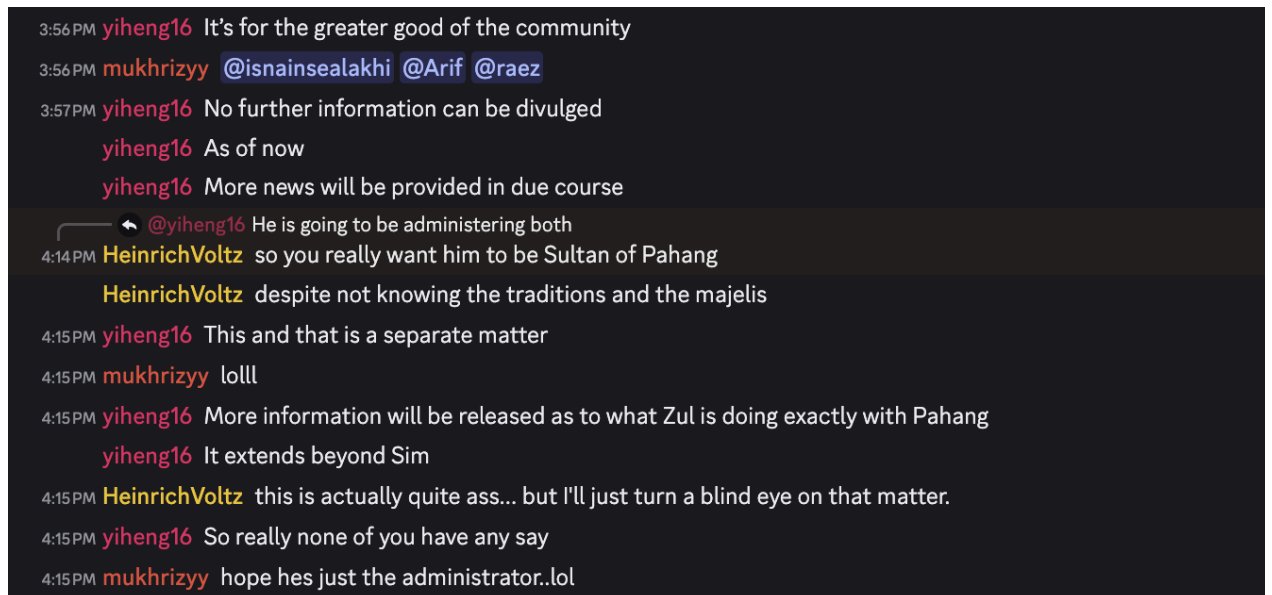 3:56 PM yiheng16 It's for the greater good of the community
3:56 PM mukhrizyy @isnainsealakhi @Arif @raez
3:57 PM yiheng16 No further information can be divulged
yiheng16 As of now
yiheng16 More news will be provided in due course
@yiheng16 He is going to be administering both
4:14 PM HeinrichVoltz so you really want him to be Sultan of Pahang
HeinrichVoltz despite not knowing the traditions and the majelis
4:15 PM yiheng16 This and that is a separate matter
4:15 PM mukhrizyy lolll
4:15 PM yiheng16 More information will be released as to what Zul is doing exactly with Pahang
yiheng16 It extends beyond Sim
4:15 PM HeinrichVoltz this is actually quite ass... but I'll just turn a blind eye on that matter.
4:15 PM yiheng16 So really none of you have any say
4:15 PM mukhrizyy hope hes just the administrator..lol